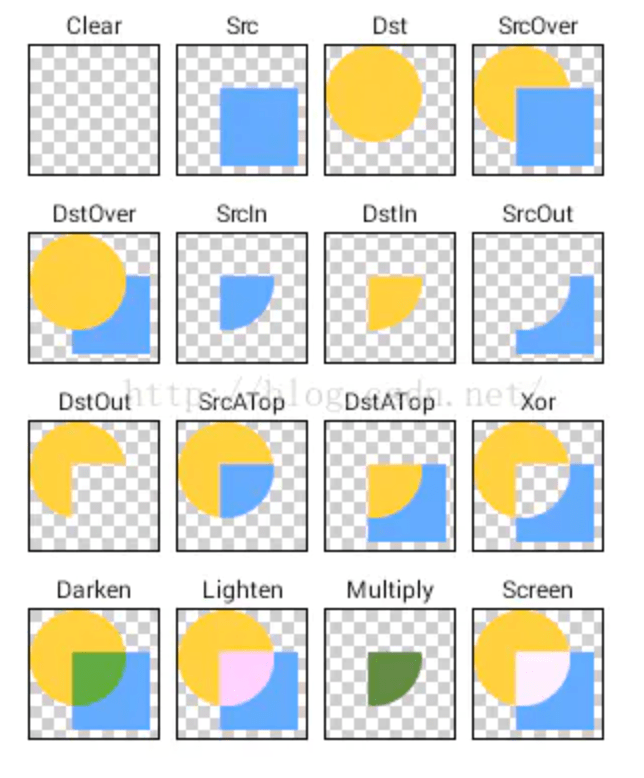 Clear Src Dst SrcOver
DstOver SrcIn DstIn SrcOut
http://blog.csdn.net/
DstOut SrcATop DstATop Xor
Darken Lighten Multiply Screen